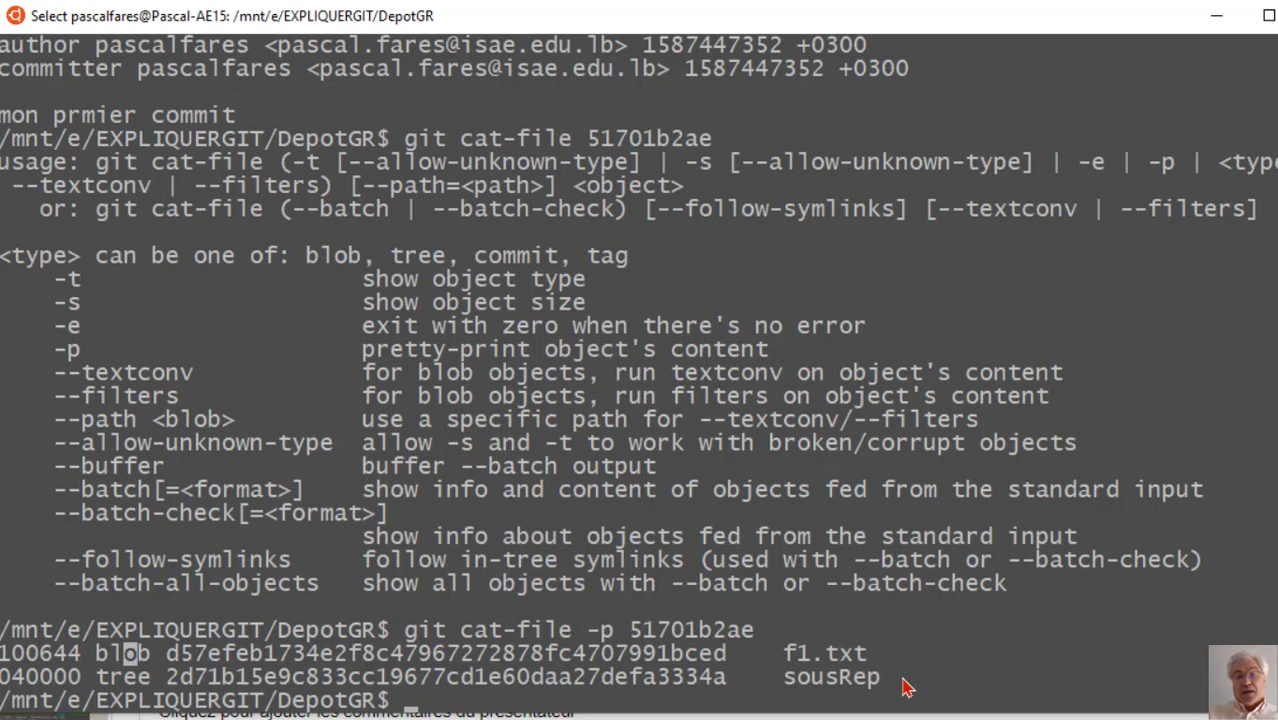 Select pascalfares@Pascal-AE15: /mnt/e/EXPLIQUERGIT/DepotGR
author pascalfares <pascal.fares@isae.edu.lb> 1587447352 +0300
committer pascalfares <pascal.fares@isae.edu.lb> 1587447352 +0300
mon prmier commit
/mnt/e/EXPLIQUERGIT/DepotGR$ git cat-file 51701b2ae
usage: git cat-file (-t [--allow-unknown-type] | -s [--allow-unknown-type] | -e | -p | <type
--textconv | --filters) [--path=<path>] <object>
or: git cat-file (--batch | --batch-check) [--follow-symlinks] [--textconv | --filters]
<type> can be one of: blob, tree, commit, tag
-t show object type
-s show object size
-e exit with zero when there's no error
-p pretty-print object's content
--textconv for blob objects, run textconv on object's content
--filters for blob objects, run filters on object's content
--path <blob> use a specific path for --textconv/--filters
--allow-unknown-type allow -s and -t to work with broken/corrupt objects
--buffer buffer --batch output
--batch[=<format>] show info and content of objects fed from the standard input
--batch-check[=<format>]
show info about objects fed from the standard input
--follow-symlinks follow in-tree symlinks (used with --batch or --batch-check)
--batch-all-objects show all objects with --batch or --batch-check
/mnt/e/EXPLIQUERGIT/DepotGR$ git cat-file -p 51701b2ae
100644 blob d57efeb1734e2f8c47967272878fc4707991bced f1.txt
040000 tree 2d71b15e9c833cc19677cd1e60daa27defa3334a sousRep
/mnt/e/EXPLIQUERGIT/DepotGR$
Cliquez pour ajouter les commentaires du présentateur